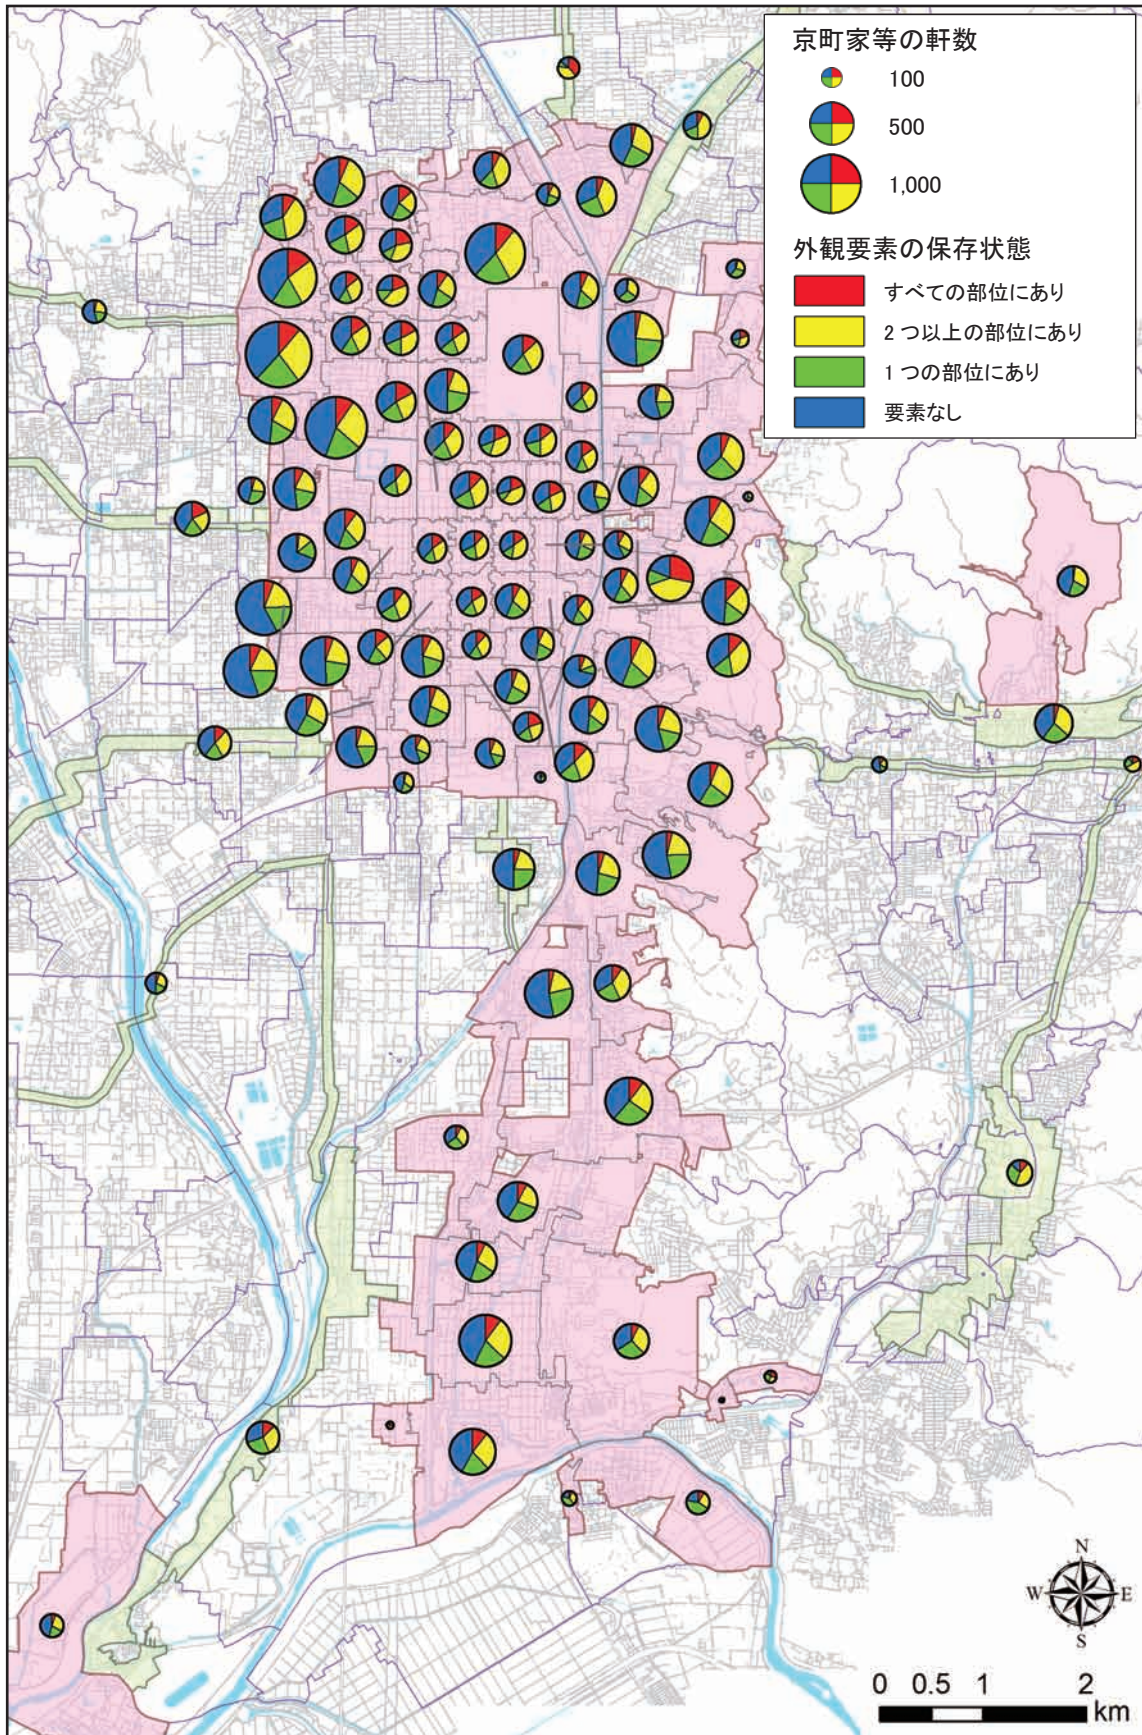 京町家等の軒数
100
500
1,000
外観要素の保存状態
すべての部位にあり
2 つ以上の部位にあり
1 つの部位にあり
要素なし
N
W E
S
0 0.5 1 2
km